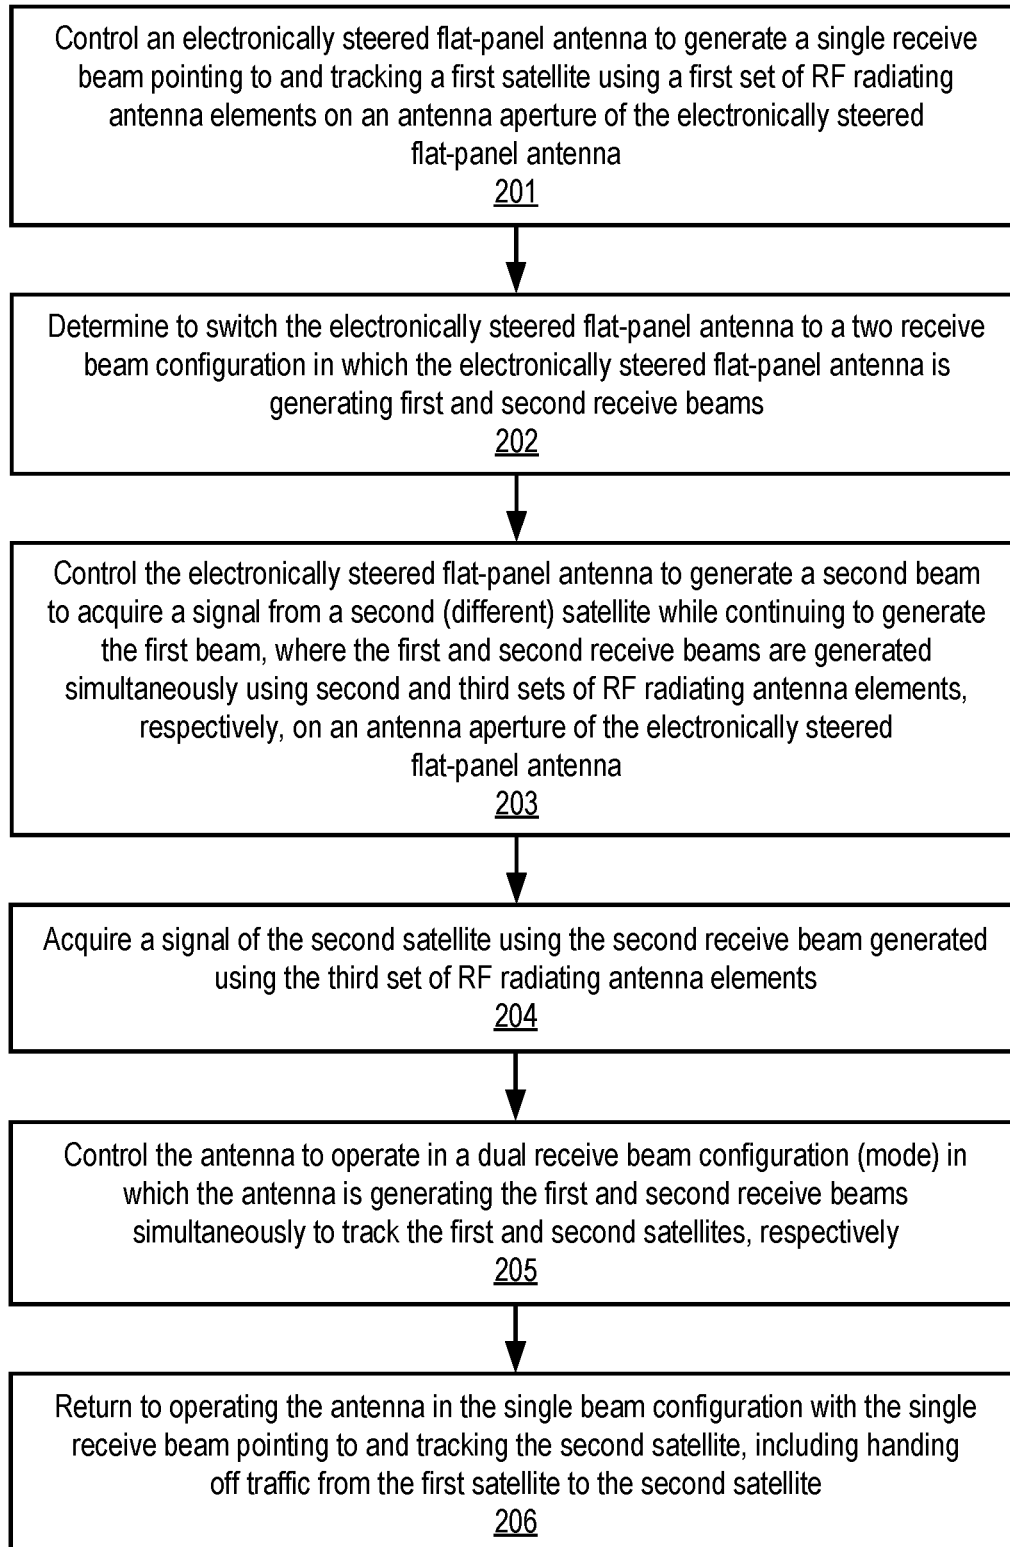 Control an electronically steered flat-panel antenna to generate a single receive
beam pointing to and tracking a first satellite using a first set of RF radiating
antenna elements on an antenna aperture of the electronically steered
flat-panel antenna
201
Determine to switch the electronically steered flat-panel antenna to a two receive
beam configuration in which the electronically steered flat-panel antenna is
generating first and second receive beams
202
Control the electronically steered flat-panel antenna to generate a second beam
to acquire a signal from a second (different) satellite while continuing to generate
the first beam, where the first and second receive beams are generated
simultaneously using second and third sets of RF radiating antenna elements,
respectively, on an antenna aperture of the electronically steered
flat-panel antenna
203
Acquire a signal of the second satellite using the second receive beam generated
using the third set of RF radiating antenna elements
204
Control the antenna to operate in a dual receive beam configuration (mode) in
which the antenna is generating the first and second receive beams
simultaneously to track the first and second satellites, respectively
205
Return to operating the antenna in the single beam configuration with the single
receive beam pointing to and tracking the second satellite, including handing
off traffic from the first satellite to the second satellite
206